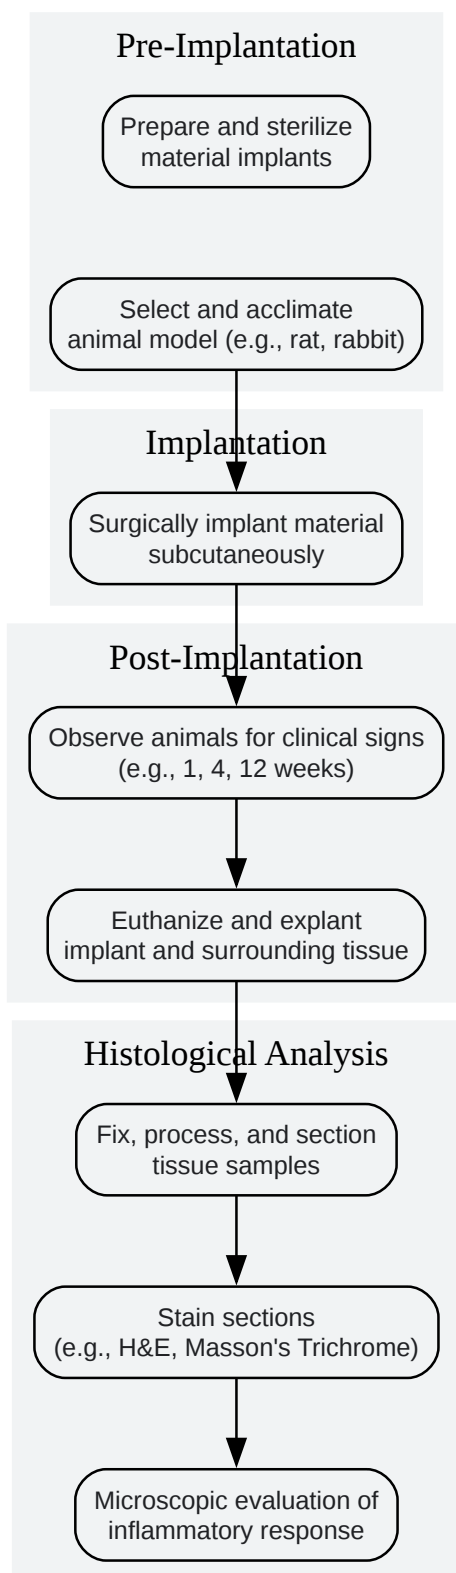 Pre-Implantation
Prepare and sterilize
material implants
Select and acclimate
animal model (e.g., rat, rabbit)
Implantation
Surgically implant material
subcutaneously
Post-Implantation
Observe animals for clinical signs
(e.g., 1, 4, 12 weeks)
Euthanize and explant
implant and surrounding tissue
Histological Analysis
Fix, process, and section
tissue samples
Stain sections
(e.g., H&E, Masson's Trichrome)
Microscopic evaluation of
inflammatory response